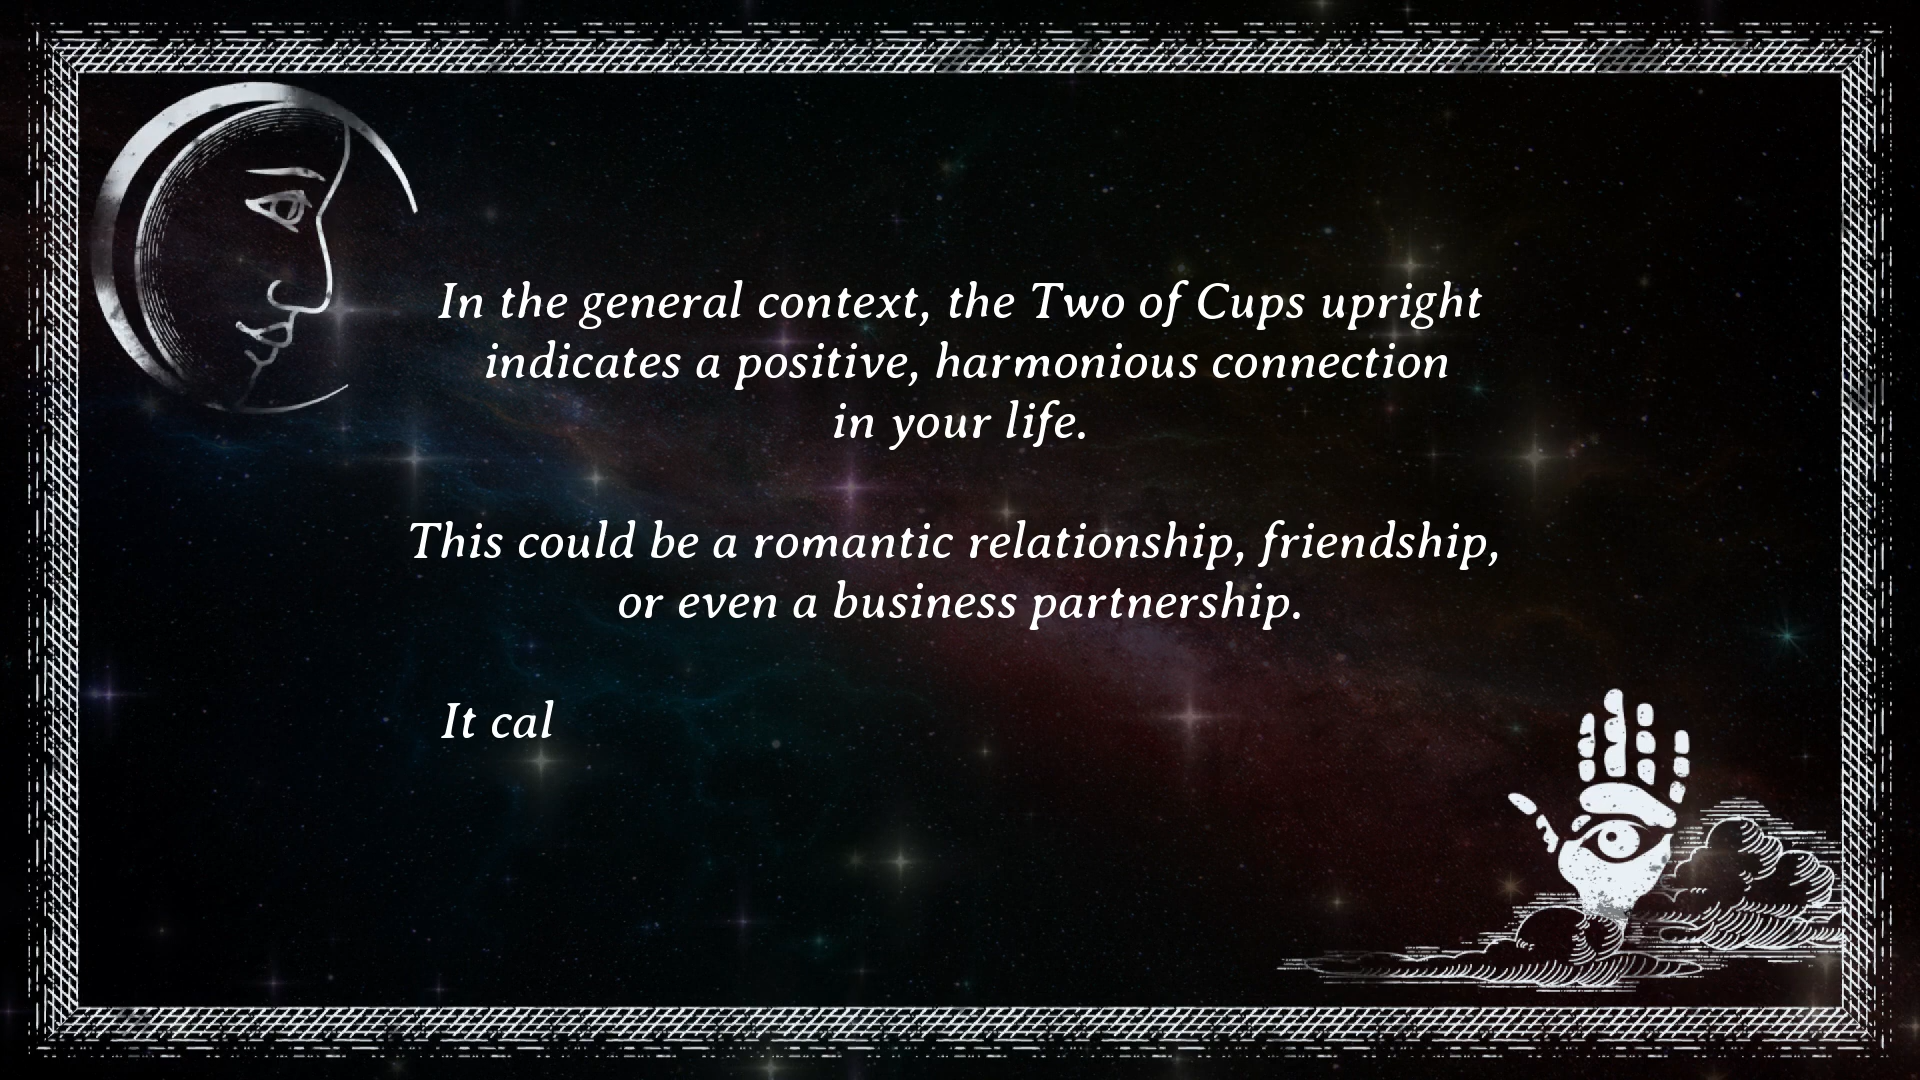 In the general context, the Two of Cups upright
indicates a positive, harmonious connection
in your life.
This could be a romantic relationship, friendship,
or even a business partnership.
It cal